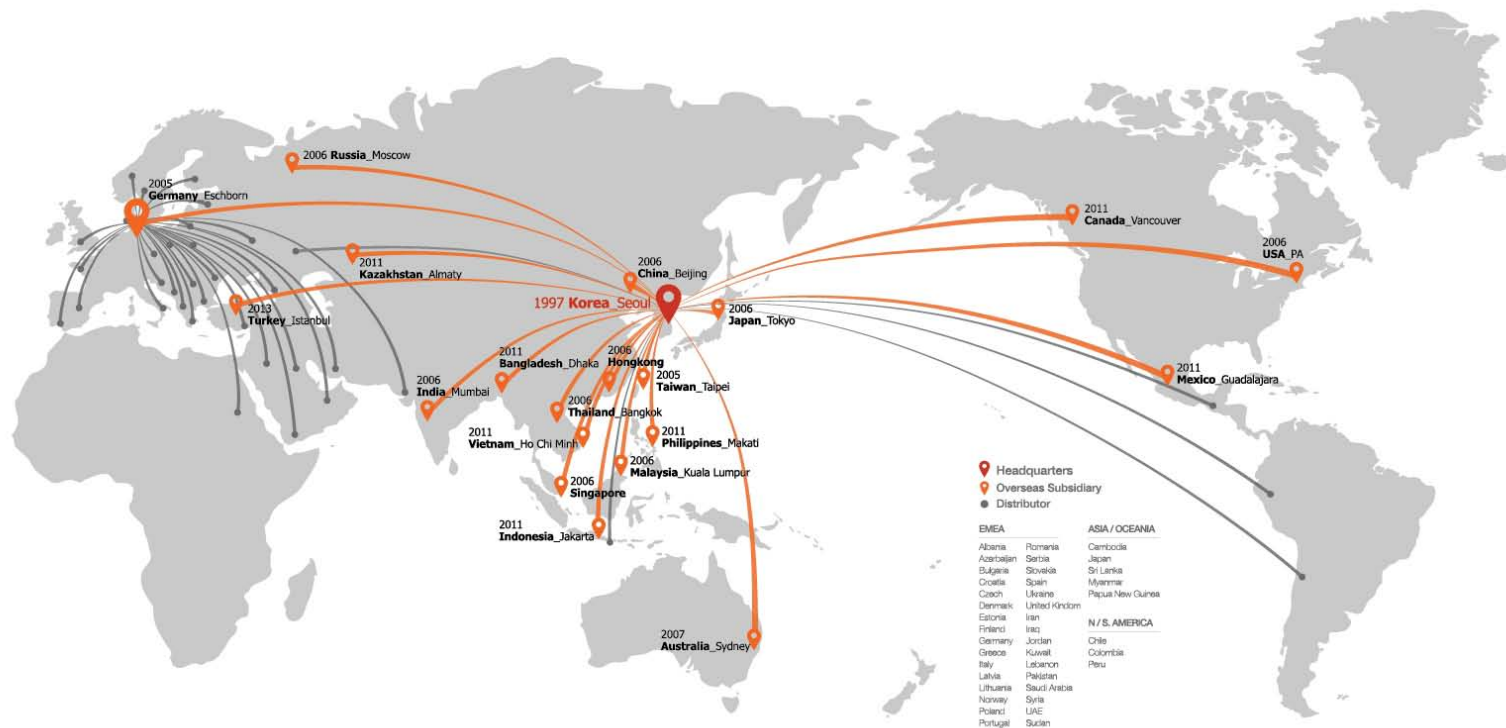 2006 Russia_Moscow
2005
Germany_Eschborn
2011
Kazakhstan_Almaty
2013
Turkey_Istanbul
2006
China_Beijing
1997 Korea_Seoul
2006
Japan_Tokyo
2011
Canada_Vancouver
2006
USA_PA
2011
Mexico_Guadalajara
2011
Bangladesh_Dhaka
2006
India_Mumbai
2006
Hongkong
2005
Taiwan_Taipei
2006
Thailand_Bangkok
2011
Vietnam_Ho Chi Minh
2011
Philippines_Makati
2006
Malaysia_Kuala Lumpur
2006
Singapore
2011
Indonesia_Jakarta
2007
Australia_Sydney
Headquarters
Overseas Subsidiary
Distributor
EMEA
Albania
Azerbaijan
Bulgaria
Croatia
Czech
Denmark
Estonia
Finland
Germany
Greece
Italy
Latvia
Lithuania
Norway
Poland
Portugal
Romania
Serbia
Slovakia
Spain
Ukraine
United Kindom
Iran
Iraq
Jordan
Kuwait
Lebanon
Pakistan
Saudi Arabia
Syria
UAE
Sudan
ASIA / OCEANIA
Cambodia
Japan
Sri Lanka
Myanmar
Papua New Guinea
N / S. AMERICA
Chile
Colombia
Peru